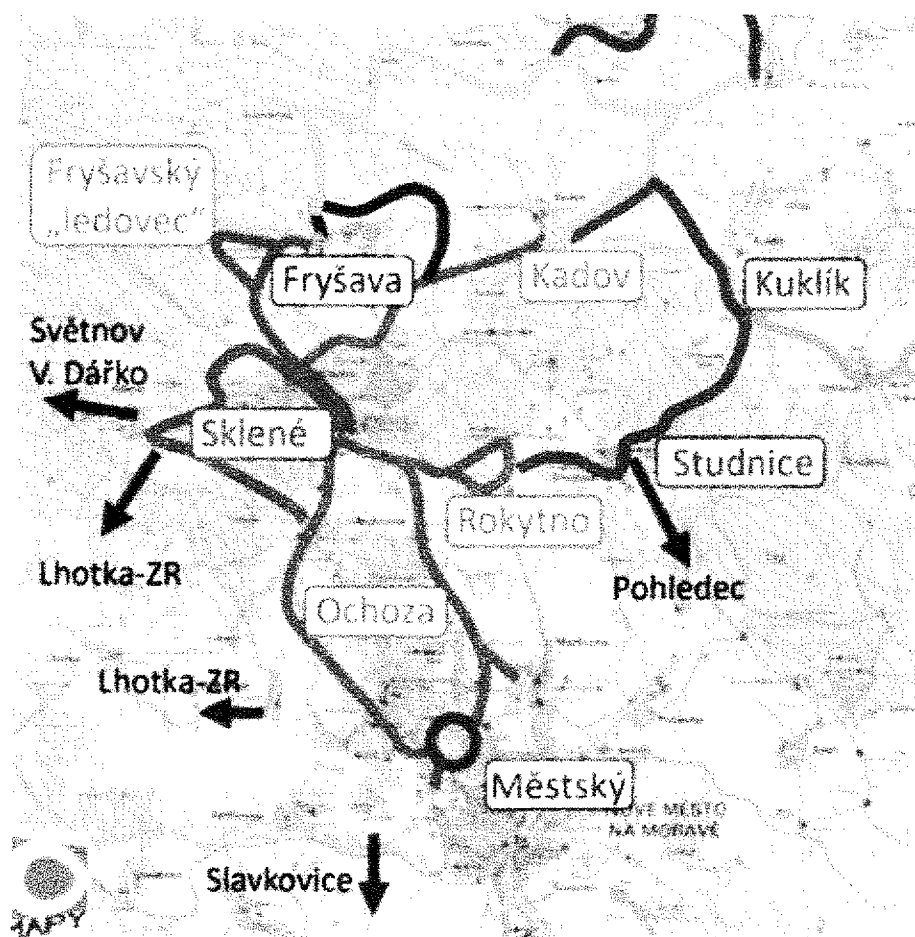 Fryšavský
„ledovec“
Fryšava
Kadov
Kuklík
Světnov
V. Dářko
Sklené
Studnice
Rokytno
Lhotka-ZR
Pohledec
Ochoza
Lhotka-ZR
Městský
NOVÉ MĚSTO
NA MORAVĚ
Slavkovice
MAPY